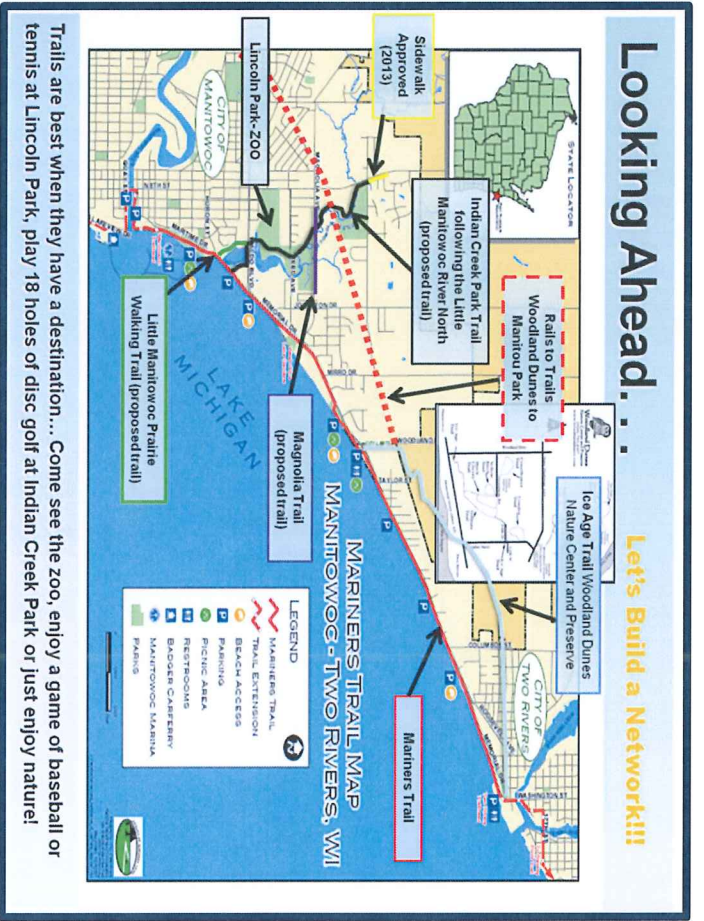 Looking Ahead. . .
Let's Build a Network!!!
STATE LOCATOR
Sidewalk
Approved
(2013)
Indian Creek Park Trail
following the Little
Manitowoc River North
(proposed trail)
Rails to Trails
Woodland Dunes to
Manitou Park
Ice Age Trail Woodland Dunes
Nature Center and Preserve
Lincoln Park-ZOO
CITY OF
MANITOWOC
CITY OF
TWO RIVERS
Little Manitowoc Prairie
Walking Trail (proposed trail)
Magnolia Trail
(proposed trail)
Mariners Trail
LAKE
MICHIGAN
MARITIME DR
MEMORIAL DR
MIRRO DR
TAYLOR ST
COLUMBUS ST
WASHINGTON ST
MARINERS TRAIL MAP
MANITOWOC - TWO RIVERS, WI
LEGEND
MARINERS TRAIL
TRAIL EXTENSION
BEACH ACCESS
PARKING
PICNIC AREA
RESTROOMS
BADGER CARFERRY
MANITOWOC MARINA
PARKS
Trails are best when they have a destination... Come see the zoo, enjoy a game of baseball or
tennis at Lincoln Park, play 18 holes of disc golf at Indian Creek Park or just enjoy nature!